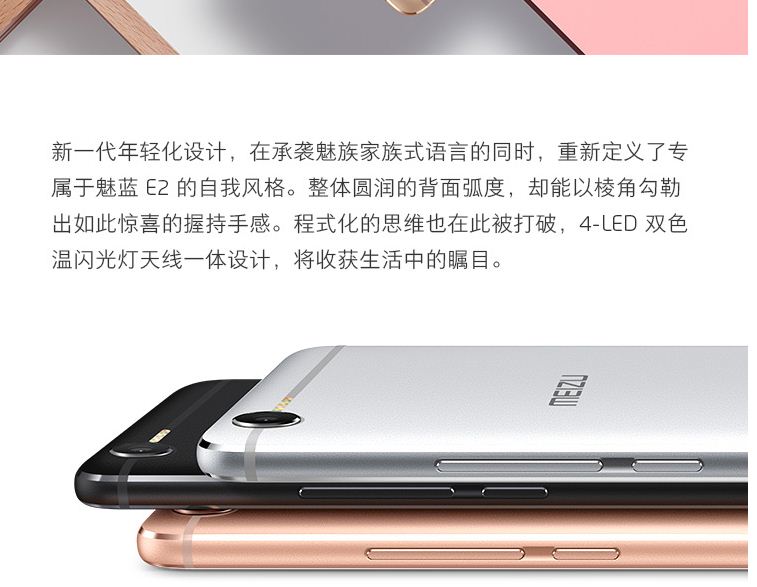 新一代年轻化设计，在承袭魅族家族式语言的同时，重新定义了专
属于魅蓝 E2 的自我风格。整体圆润的背面弧度，却能以棱角勾勒
出如此惊喜的握持手感。程式化的思维也在此被打破，4-LED 双色
温闪光灯天线一体设计，将收获生活中的瞩目。
MEIZU